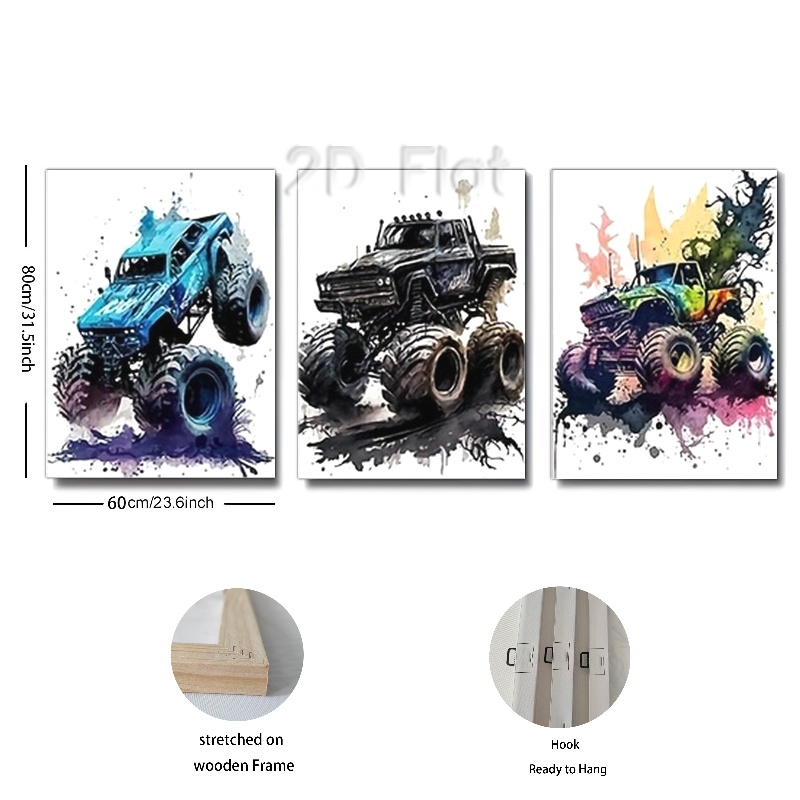 2D Flat
80cm/31.5inch
60cm/23.6inch
stretched on
wooden Frame
Hook
Ready to Hang